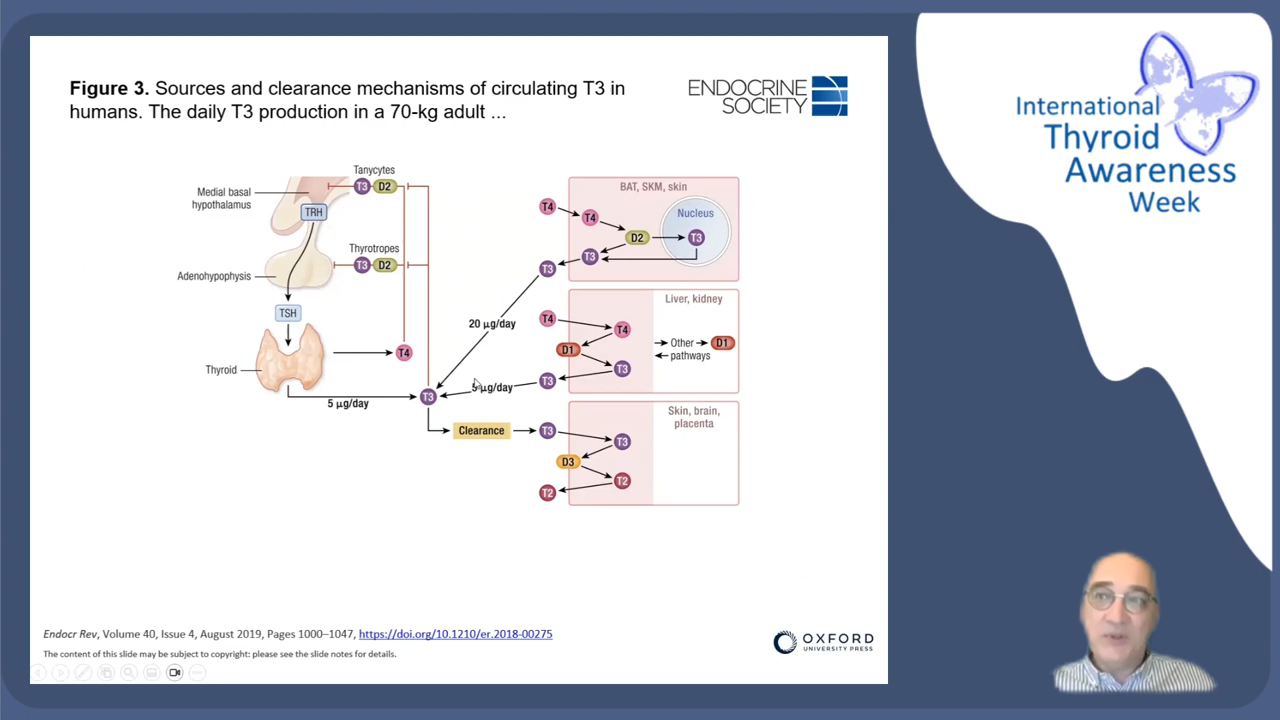 Figure 3. Sources and clearance mechanisms of circulating T3 in
humans. The daily T3 production in a 70-kg adult ...
ENDOCRINE
SOCIETY
International
Thyroid
Awareness
Week
Tanycytes
T3 D2
Medial basal
hypothalamus
TRH
Thyrotropes
T3 D2
Adenohypophysis
TSH
Thyroid
T4
5 µg/day
T3
20 µg/day
5 µg/day
Clearance
BAT, SKM, skin
T4
T4
Nucleus
D2
T3
T3
T3
Liver, kidney
T4
T4
D1
Other
pathways
D1
T3
T3
Skin, brain,
placenta
T3
T3
D3
T2
T2
Endocr Rev, Volume 40, Issue 4, August 2019, Pages 1000–1047, https://doi.org/10.1210/er.2018-00275
The content of this slide may be subject to copyright: please see the slide notes for details.
OXFORD
UNIVERSITY PRESS